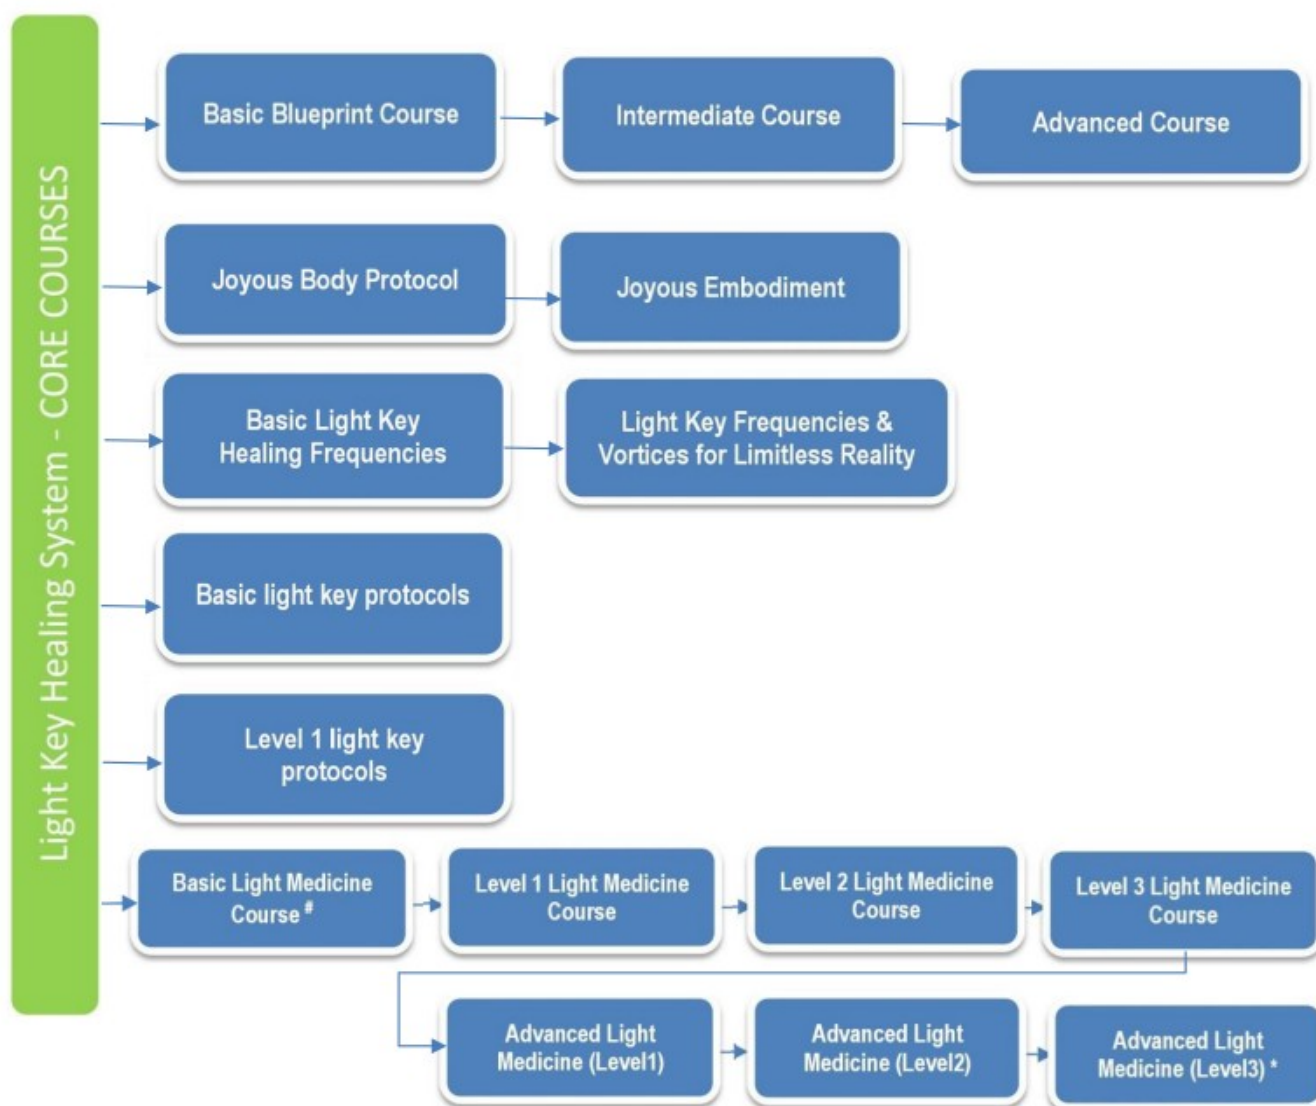 Light Key Healing System - CORE COURSES
Basic Blueprint Course
Intermediate Course
Advanced Course
Joyous Body Protocol
Joyous Embodiment
Basic Light Key
Healing Frequencies
Light Key Frequencies &
Vortices for Limitless Reality
Basic light key protocols
Level 1 light key
protocols
Basic Light Medicine
Course #
Level 1 Light Medicine
Course
Level 2 Light Medicine
Course
Level 3 Light Medicine
Course
Advanced Light
Medicine (Level1)
Advanced Light
Medicine (Level2)
Advanced Light
Medicine (Level3) *